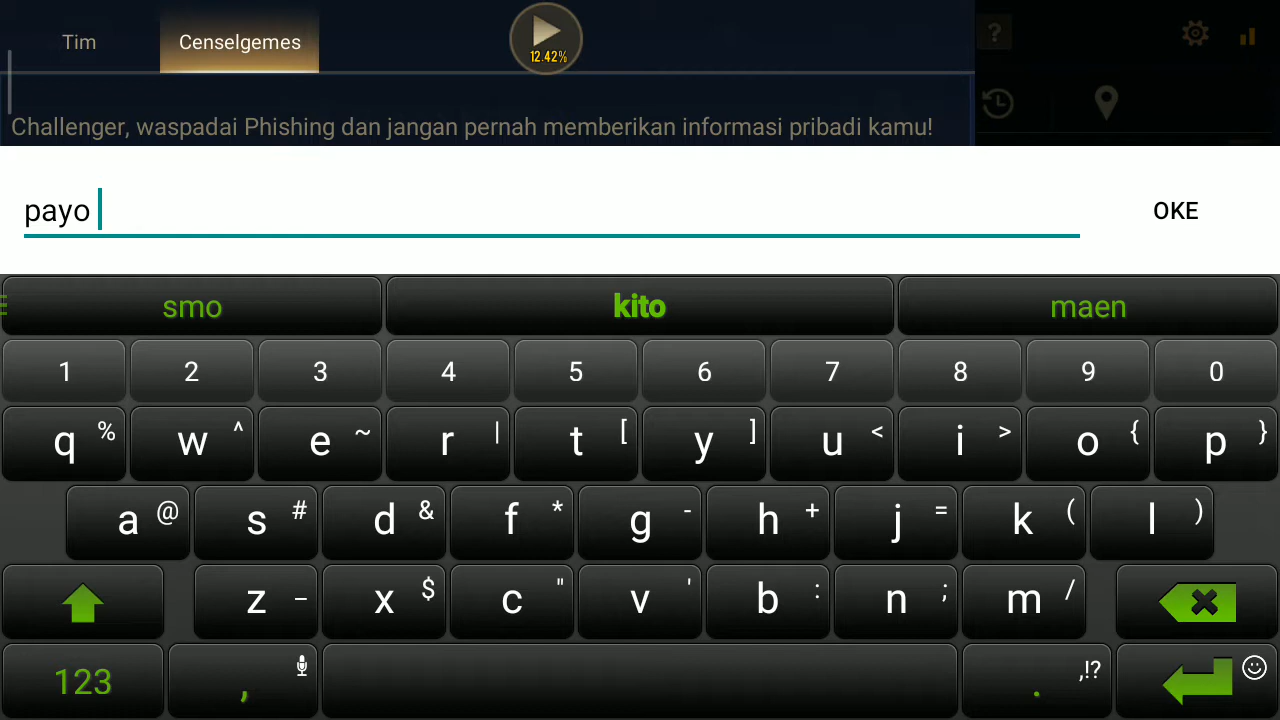 Tim Censelgemes
12.42%
?
Challenger, waspadai Phishing dan jangan pernah memberikan informasi pribadi kamu!
payo
OKE
smo kito maen
1 2 3 4 5 6 7 8 9 0
q % w ^ e ~ r | t [ y ] u < i > o { p }
a @ s # d & f * g - h + j = k ( l )
z _ x $ c " v ' b : n ; m /
123 , . ,!?